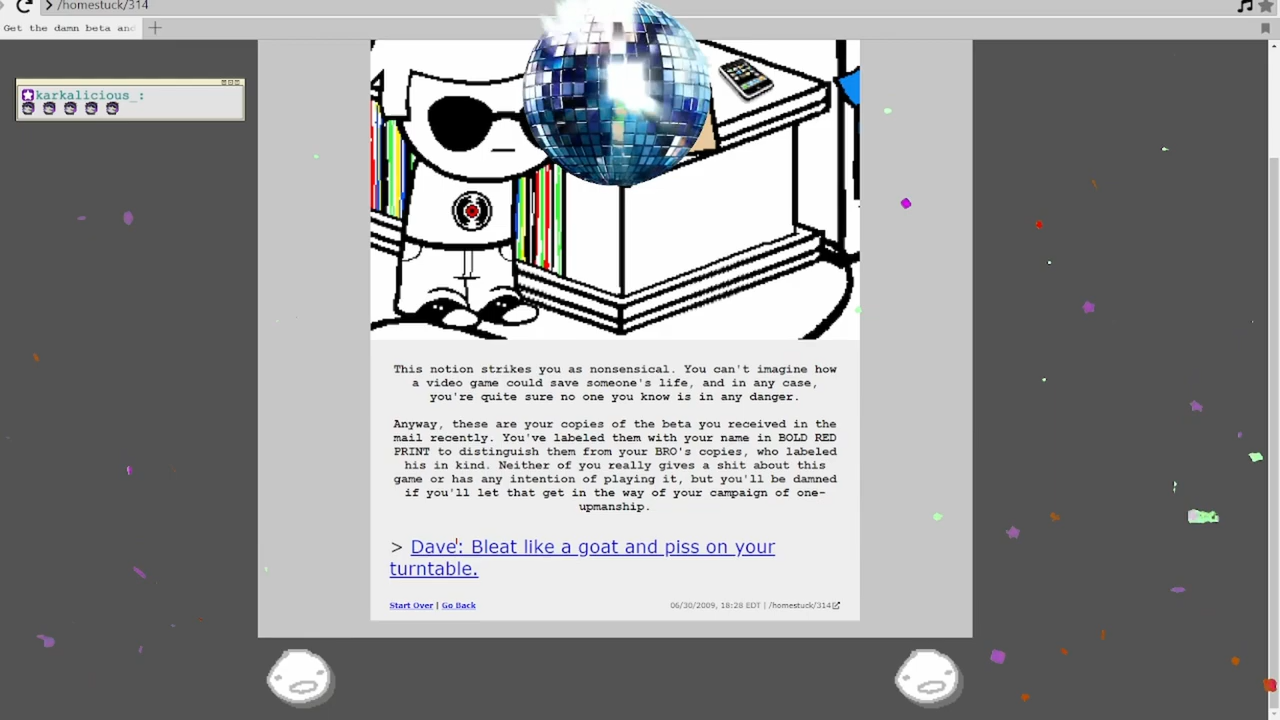 /homestuck/314
Get the damn beta and
karkalicious_:
This notion strikes you as nonsensical. You can't imagine how
a video game could save someone's life, and in any case,
you're quite sure no one you know is in any danger.
Anyway, these are your copies of the beta you received in the
mail recently. You've labeled them with your name in BOLD RED
PRINT to distinguish them from your BRO's copies, who labeled
his in kind. Neither of you really gives a shit about this
game or has any intention of playing it, but you'll be damned
if you'll let that get in the way of your campaign of one-
upmanship.
> Dave: Bleat like a goat and piss on your
turntable.
Start Over | Go Back
06/30/2009, 18:28 EDT | /homestuck/314